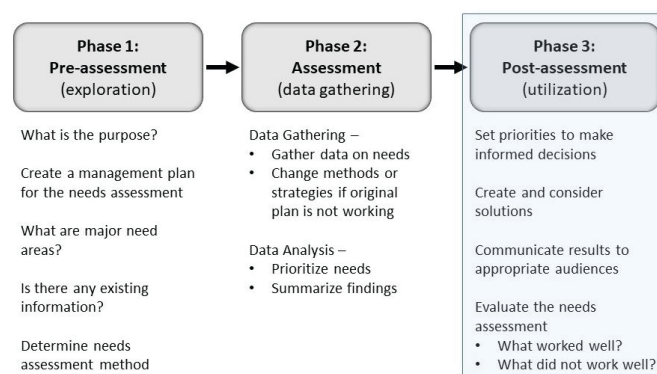 Phase 1:
Pre-assessment
(exploration)
What is the purpose?
Create a management plan
for the needs assessment
What are major need
areas?
Is there any existing
information?
Determine needs
assessment method
Phase 2:
Assessment
(data gathering)
Data Gathering –
• Gather data on needs
• Change methods or
strategies if original
plan is not working
Data Analysis –
• Prioritize needs
• Summarize findings
Phase 3:
Post-assessment
(utilization)
Set priorities to make
informed decisions
Create and consider
solutions
Communicate results to
appropriate audiences
Evaluate the needs
assessment
• What worked well?
• What did not work well?